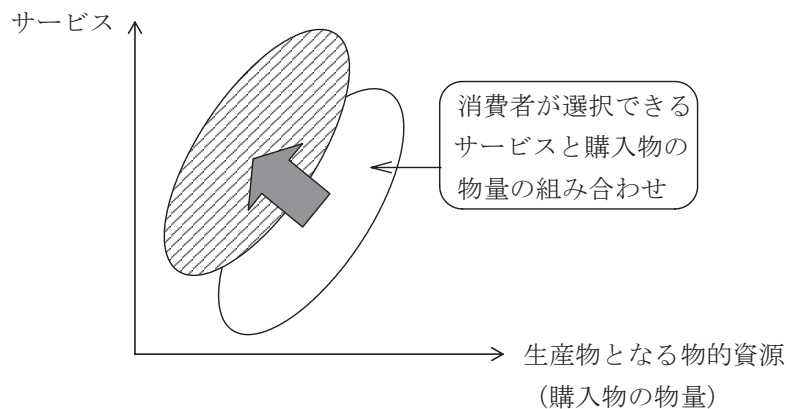 サービス
消費者が選択できる
サービスと購入物の
物量の組み合わせ
生産物となる物的資源
（購入物の物量）